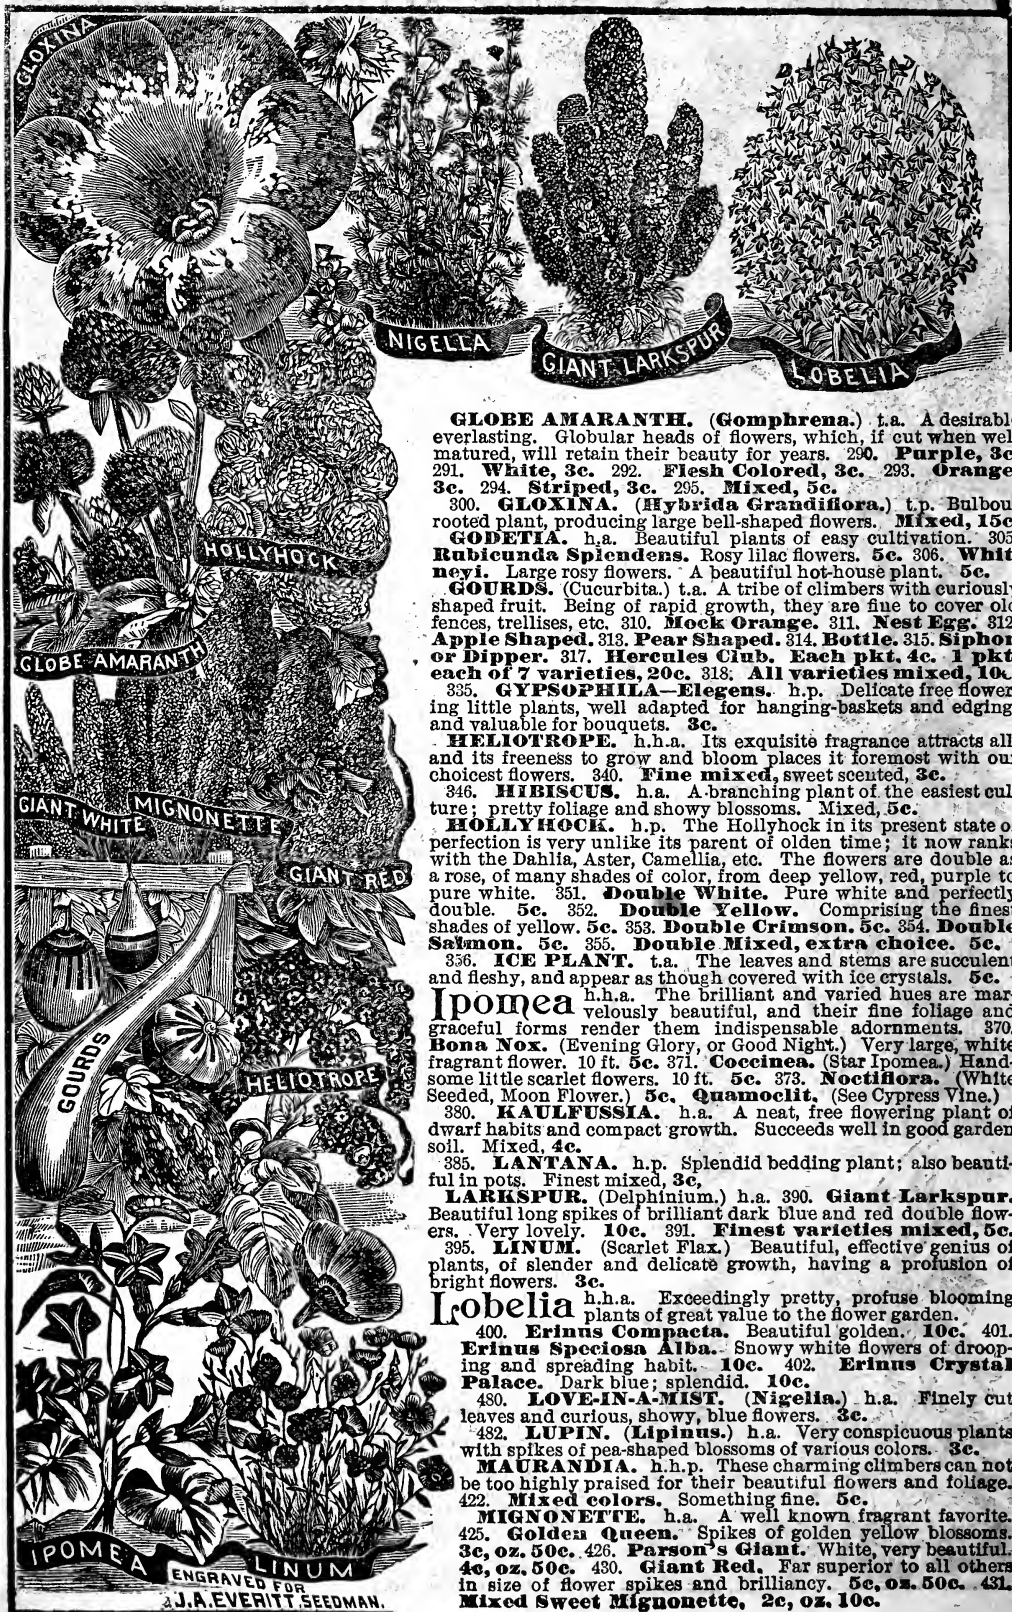 GLOXINA
NIGELLA
GIANT LARKSPUR
LOBELIA
HOLLYHOCK
GLOBE AMARANTH
GIANT WHITE
MIGNONETTE
GIANT RED
GOURDS
HELIOTROPE
IPOMEA
LINUM
ENGRAVED FOR
J.A. EVERITT, SEEDMAN.
GLOBE AMARANTH. (Gomphrena.) t.a. A desirabl
everlasting. Globular heads of flowers, which, if cut when wel
matured, will retain their beauty for years. 290. Purple, 3c
291. White, 3c. 292. Flesh Colored, 3c. 293. Orange
3c. 294. Striped, 3c. 295. Mixed, 5c.
300. GLOXINA. (Hybrida Grandiflora.) t.p. Bulbou
rooted plant, producing large bell-shaped flowers. Mixed, 15c
GODETIA. h.a. Beautiful plants of easy cultivation. 305
Rubicunda Splendens. Rosy lilac flowers. 5c. 306. Whit
neyi. Large rosy flowers. A beautiful hot-house plant. 5c.
GOURDS. (Cucurbita.) t.a. A tribe of climbers with curiously
shaped fruit. Being of rapid growth, they are fine to cover old
fences, trellises, etc. 310. Mock Orange. 311. Nest Egg. 312
Apple Shaped. 313. Pear Shaped. 314. Bottle. 315. Siphon
or Dipper. 317. Hercules Club. Each pkt. 4c. 1 pkt
each of 7 varieties, 20c. 318. All varieties mixed, 10c
335. GYPSOPHILA—Elegens. h.p. Delicate free flower
ing little plants, well adapted for hanging-baskets and edging
and valuable for bouquets. 3c.
HELIOTROPE. h.h.a. Its exquisite fragrance attracts all
and its freeness to grow and bloom places it foremost with our
choicest flowers. 340. Fine mixed, sweet scented, 3c.
346. HIBISCUS. h.a. A branching plant of the easiest cul
ture; pretty foliage and showy blossoms. Mixed, 5c.
HOLLYHOCK. h.p. The Hollyhock in its present state o
perfection is very unlike its parent of olden time; it now ranks
with the Dahlia, Aster, Camellia, etc. The flowers are double as
a rose, of many shades of color, from deep yellow, red, purple to
pure white. 351. Double White. Pure white and perfectly
double. 5c. 352. Double Yellow. Comprising the fines
shades of yellow. 5c. 353. Double Crimson. 5c. 354. Double
Salmon. 5c. 355. Double Mixed, extra choice. 5c.
356. ICE PLANT. t.a. The leaves and stems are succulent
and fleshy, and appear as though covered with ice crystals. 5c.
Ipomea h.h.a. The brilliant and varied hues are mar-
velously beautiful, and their fine foliage and
graceful forms render them indispensable adornments. 370.
Bona Nox. (Evening Glory, or Good Night.) Very large, white
fragrant flower. 10 ft. 5c. 371. Coccinea. (Star Ipomea.) Hand-
some little scarlet flowers. 10 ft. 5c. 373. Noctiflora. (White
Seeded, Moon Flower.) 5c. Quamoclit. (See Cypress Vine.)
380. KAULFUSSIA. h.a. A neat, free flowering plant of
dwarf habits and compact growth. Succeeds well in good garden
soil. Mixed, 4c.
385. LANTANA. h.p. Splendid bedding plant; also beauti-
ful in pots. Finest mixed, 3c,
LARKSPUR. (Delphinium.) h.a. 390. Giant Larkspur.
Beautiful long spikes of brilliant dark blue and red double flow-
ers. Very lovely. 10c. 391. Finest varieties mixed, 5c.
395. LINUM. (Scarlet Flax.) Beautiful, effective genius of
plants, of slender and delicate growth, having a profusion of
bright flowers. 3c.
Lobelia h.h.a. Exceedingly pretty, profuse blooming
plants of great value to the flower garden.
400. Erinus Compacta. Beautiful golden. 10c. 401.
Erinus Speciosa Alba. Snowy white flowers of droop-
ing and spreading habit. 10c. 402. Erinus Crystal
Palace. Dark blue; splendid. 10c.
480. LOVE-IN-A-MIST. (Nigella.) h.a. Finely cut
leaves and curious, showy, blue flowers. 3c.
482. LUPIN. (Lipinus.) h.a. Very conspicuous plants
with spikes of pea-shaped blossoms of various colors. 3c.
MAURANDIA. h.h.p. These charming climbers can not
be too highly praised for their beautiful flowers and foliage.
422. Mixed colors. Something fine. 5c.
MIGNONETTE. h.a. A well known fragrant favorite.
425. Golden Queen. Spikes of golden yellow blossoms.
3c, oz. 50c. 426. Parson's Giant. White, very beautiful.
4c, oz. 50c. 430. Giant Red. Far superior to all others
in size of flower spikes and brilliancy. 5c, oz. 50c. 431.
Mixed Sweet Mignonette, 2c, oz. 10c.